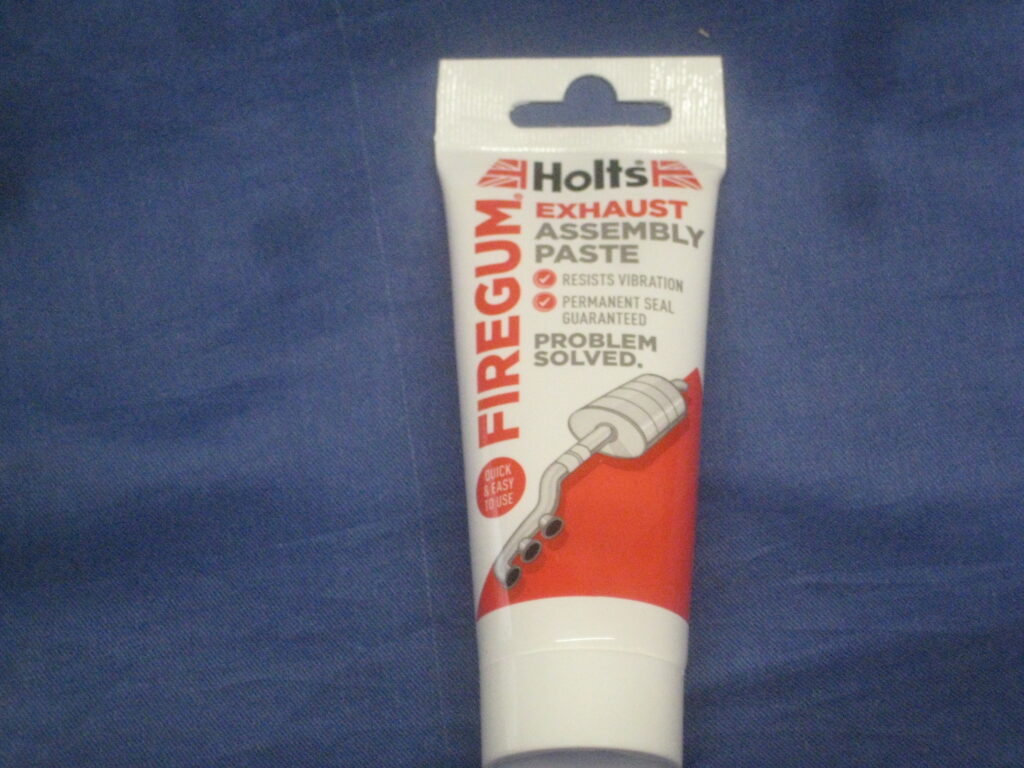 Holts
FIREGUM
EXHAUST
ASSEMBLY
PASTE
RESISTS VIBRATION
PERMANENT SEAL
GUARANTEED
PROBLEM
SOLVED.
QUICK
& EASY
TO USE